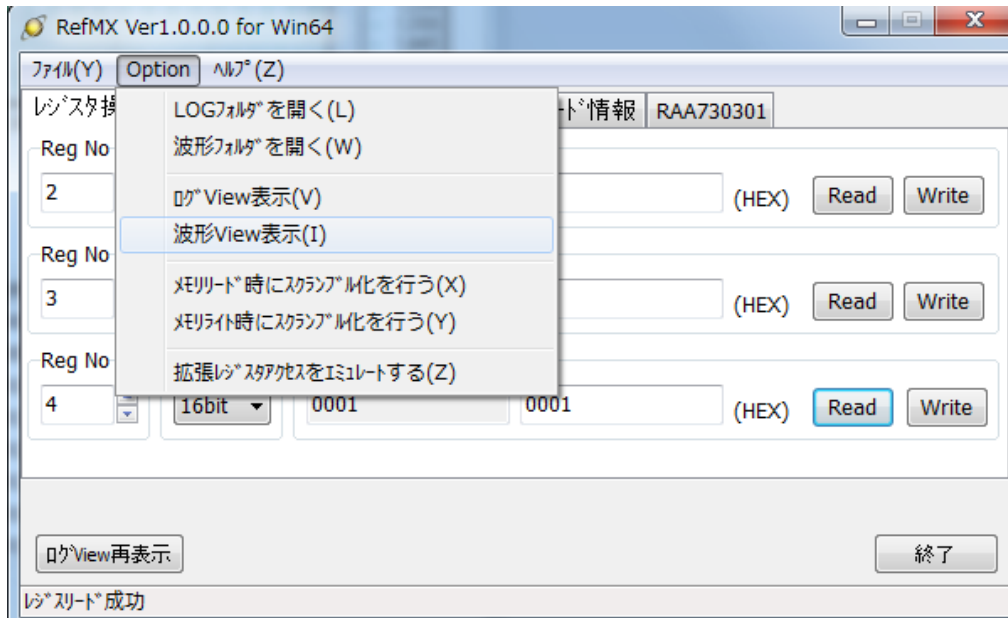 RefMX Ver1.0.0.0 for Win64
ﾌｧｲﾙ(Y) Option ﾍﾙﾌﾟ(Z)
ﾚｼﾞｽﾀ操 ﾄﾞ情報 RAA730301
LOGﾌｫﾙﾀﾞを開く(L)
波形ﾌｫﾙﾀﾞを開く(W)
ﾛｸﾞView表示(V)
波形View表示(I)
ﾒﾓﾘﾘｰﾄﾞ時にｽｸﾗﾝﾌﾞﾙ化を行う(X)
ﾒﾓﾘﾗｲﾄ時にｽｸﾗﾝﾌﾞﾙ化を行う(Y)
拡張ﾚｼﾞｽﾀｱｸｾｽをｴﾐｭﾚｰﾄする(Z)
Reg No
2 (HEX) Read Write
Reg No
3 (HEX) Read Write
Reg No
4 16bit 0001 0001 (HEX) Read Write
ﾛｸﾞView再表示 終了
ﾚｼﾞｽﾘｰﾄﾞ成功